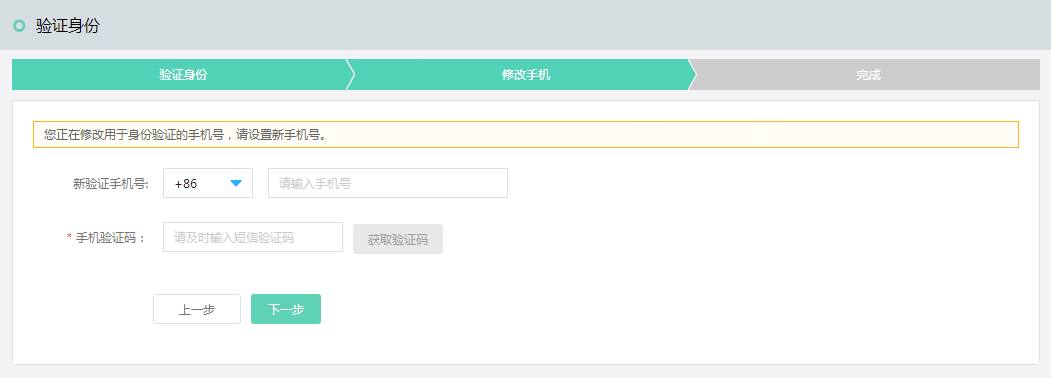 验证身份
验证身份 修改手机 完成
您正在修改用于身份验证的手机号，请设置新手机号。
新验证手机号: +86 请输入手机号
* 手机验证码： 请及时输入短信验证码 获取验证码
上一步 下一步